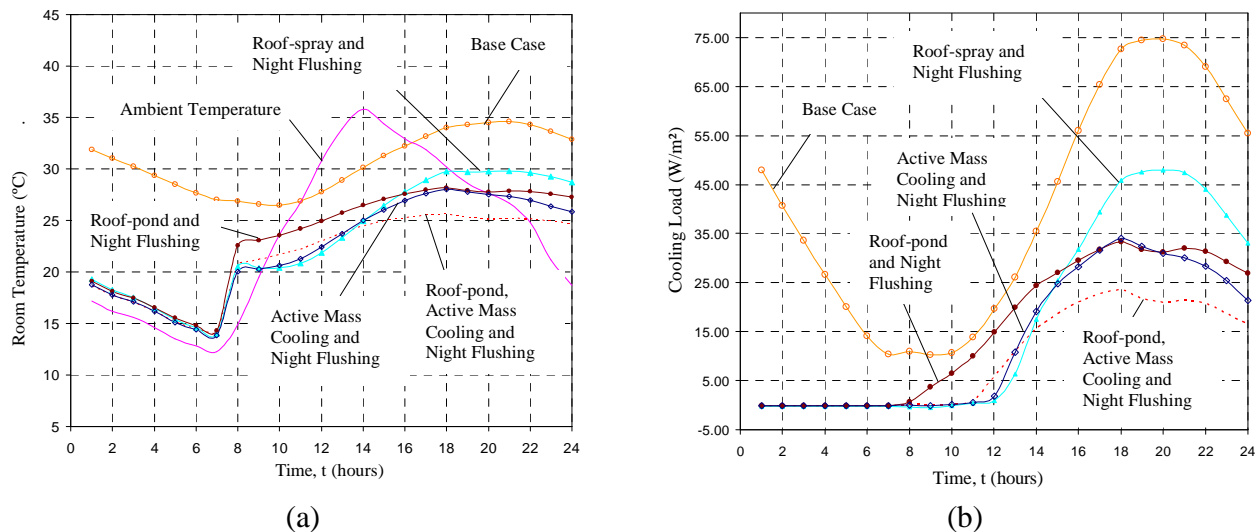 45
40
35
30
25
20
15
10
5
Room Temperature (°C)
Roof-spray and
Night Flushing
Base Case
Ambient Temperature
Roof-pond and
Night Flushing
Active Mass
Cooling and
Night Flushing
Roof-pond,
Active Mass
Cooling and
Night Flushing
0 2 4 6 8 10 12 14 16 18 20 22 24
Time, t (hours)
(a)
75.00
65.00
55.00
45.00
35.00
25.00
15.00
5.00
-5.00
Cooling Load (W/m²)
Roof-spray and
Night Flushing
Base Case
Active Mass
Cooling and
Night Flushing
Roof-pond
and Night
Flushing
Roof-pond,
Active Mass
Cooling and
Night Flushing
0 2 4 6 8 10 12 14 16 18 20 22 24
Time, t (hours)
(b)